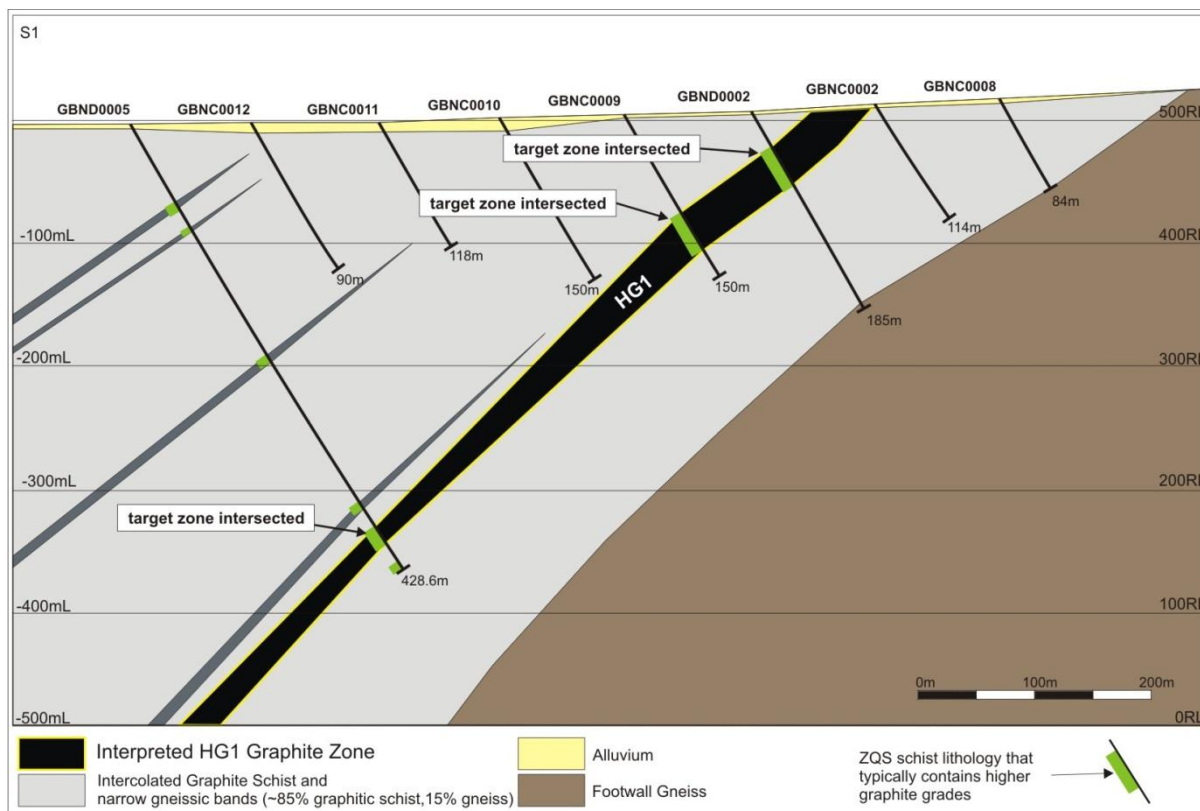 S1
GBND0005
GBNC0012
GBNC0011
GBNC0010
GBNC0009
GBND0002
GBNC0002
GBNC0008
500RL
target zone intersected
target zone intersected
84m
114m
-100mL
118m
400RL
90m
150m
150m
HG1
185m
-200mL
300RL
-300mL
200RL
target zone intersected
428.6m
-400mL
100RL
0m
100m
200m
-500mL
0RL
Interpreted HG1 Graphite Zone
Intercolated Graphite Schist and
narrow gneissic bands (~85% graphitic schist,15% gneiss)
Alluvium
Footwall Gneiss
ZQS schist lithology that
typically contains higher
graphite grades